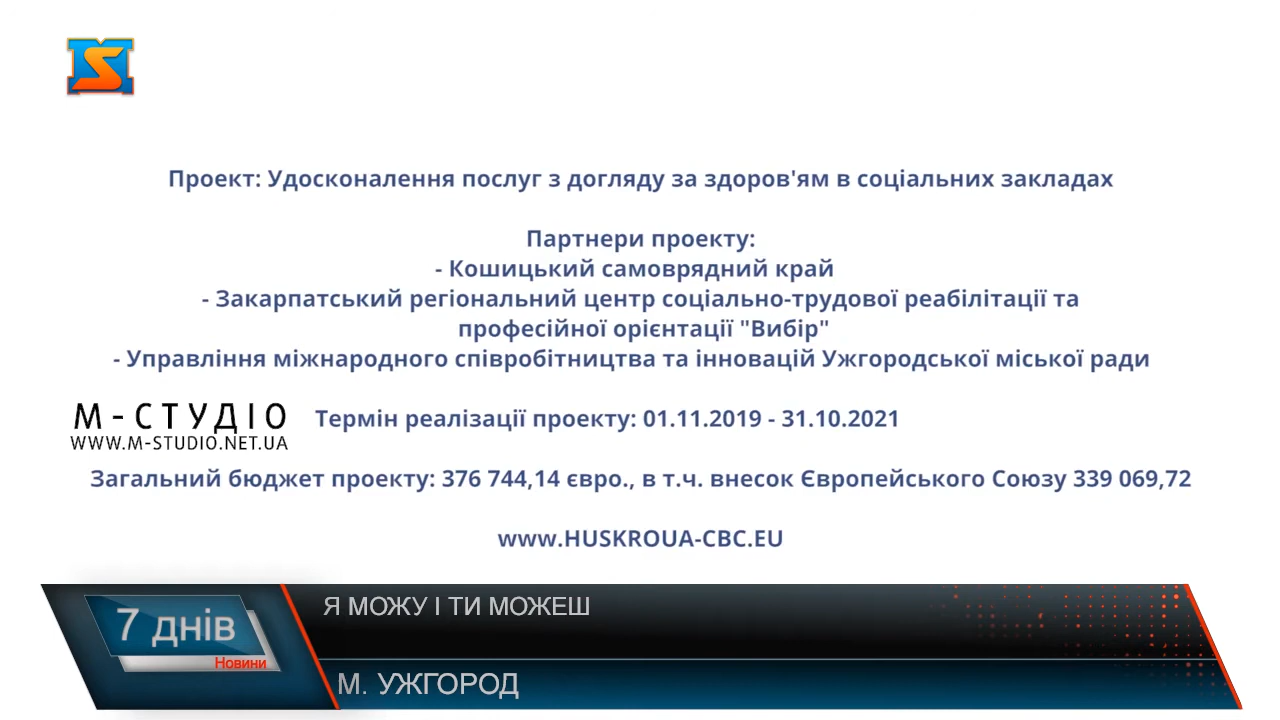 Проект: Удосконалення послуг з догляду за здоров'ям в соціальних закладах
Партнери проекту:
- Кошицький самоврядний край
- Закарпатський регіональний центр соціально-трудової реабілітації та
професійної орієнтації "Вибір"
- Управління міжнародного співробітництва та інновацій Ужгородської міської ради
М-СТУДІО
WWW.M-STUDIO.NET.UA
Термін реалізації проекту: 01.11.2019 - 31.10.2021
Загальний бюджет проекту: 376 744,14 євро., в т.ч. внесок Європейського Союзу 339 069,72
www.HUSKROUA-CBC.EU
7 днів
Новини
Я МОЖУ І ТИ МОЖЕШ
М. УЖГОРОД